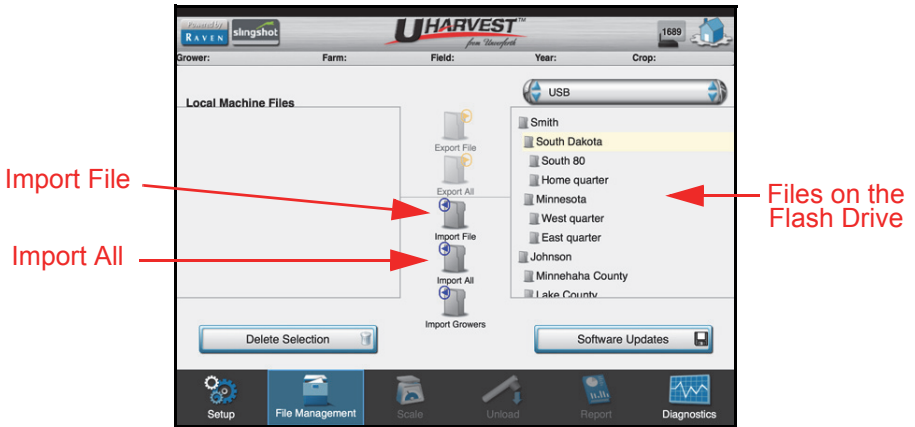 Powered by
RAVEN
slingshot
UHARVEST™
from Unverferth
1689
Grower:
Farm:
Field:
Year:
Crop:
USB
Local Machine Files
Smith
South Dakota
South 80
Home quarter
Minnesota
West quarter
East quarter
Johnson
Minnehaha County
Lake County
Export File
Export All
Import File
Import All
Import Growers
Import File
Import All
Files on the
Flash Drive
Delete Selection
Software Updates
Setup
File Management
Scale
Unload
Report
Diagnostics